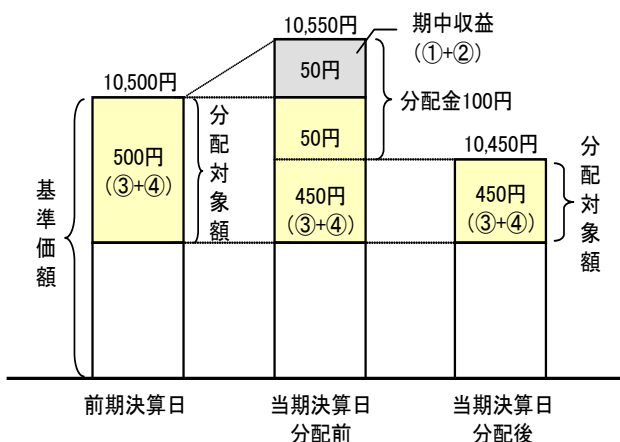 10,550円
期中収益
(①+②)
50円
分配金100円
10,500円
500円
(③+④)
分配対象額
50円
450円
(③+④)
10,450円
450円
(③+④)
分配対象額
基準価額
前期決算日
当期決算日
分配前
当期決算日
分配後